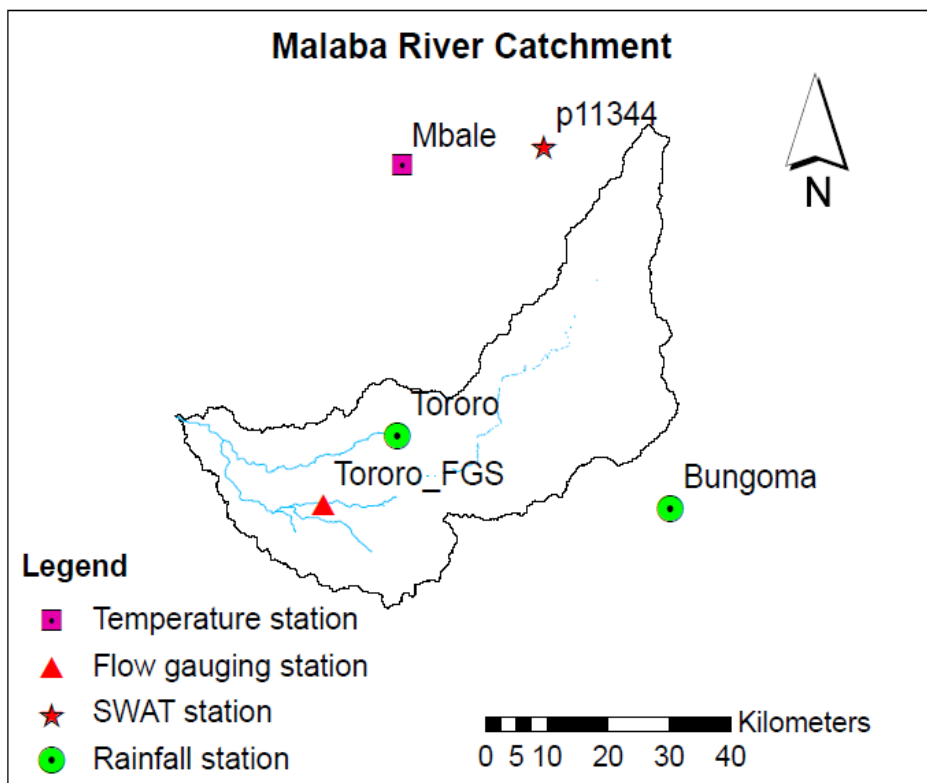 Malaba River Catchment
p11344
Mbale
N
Tororo
Tororo_FGS
Bungoma
Legend
Temperature station
Flow gauging station
SWAT station
Rainfall station
Kilometers
0 5 10 20 30 40